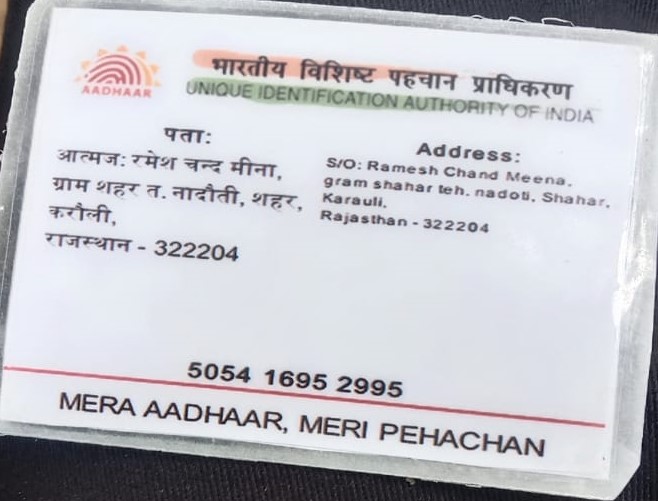 AADHAAR
भारतीय विशिष्ट पहचान प्राधिकरण
UNIQUE IDENTIFICATION AUTHORITY OF INDIA
पता:
आत्मज: रमेश चन्द मीना,
ग्राम शहर त. नादौती, शहर,
करौली,
राजस्थान - 322204
Address:
S/O: Ramesh Chand Meena,
gram shahar teh. nadoti, Shahar,
Karauli,
Rajasthan - 322204
5054 1695 2995
MERA AADHAAR, MERI PEHACHAN